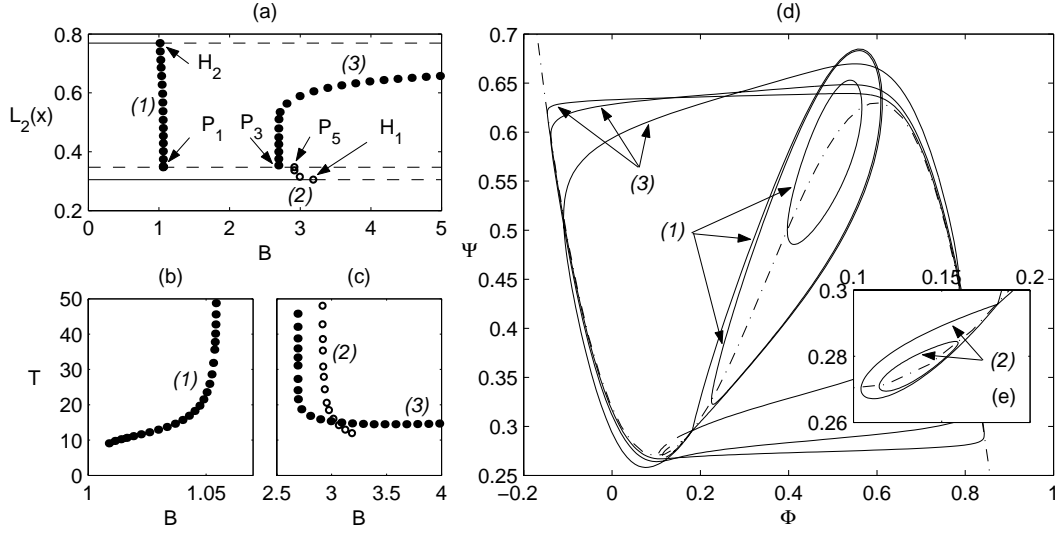 (a)
0.8
0.6
0.4
0.2
L2(x)
H2
(1)
P1
P3
P5
H1
(3)
(2)
0 1 2 3 4 5
B
(b)
50
40
30
20
10
0
T
(1)
1 1.05
B
(c)
(2)
(3)
2.5 3 3.5 4
B
(d)
0.7
0.65
0.6
0.55
0.5
0.45
0.4
0.35
0.3
0.25
Ψ
(3)
(1)
−0.2 0 0.2 0.4 0.6 0.8 1
Φ
0.1 0.15 0.2
0.3
0.28
0.26
(2)
(e)